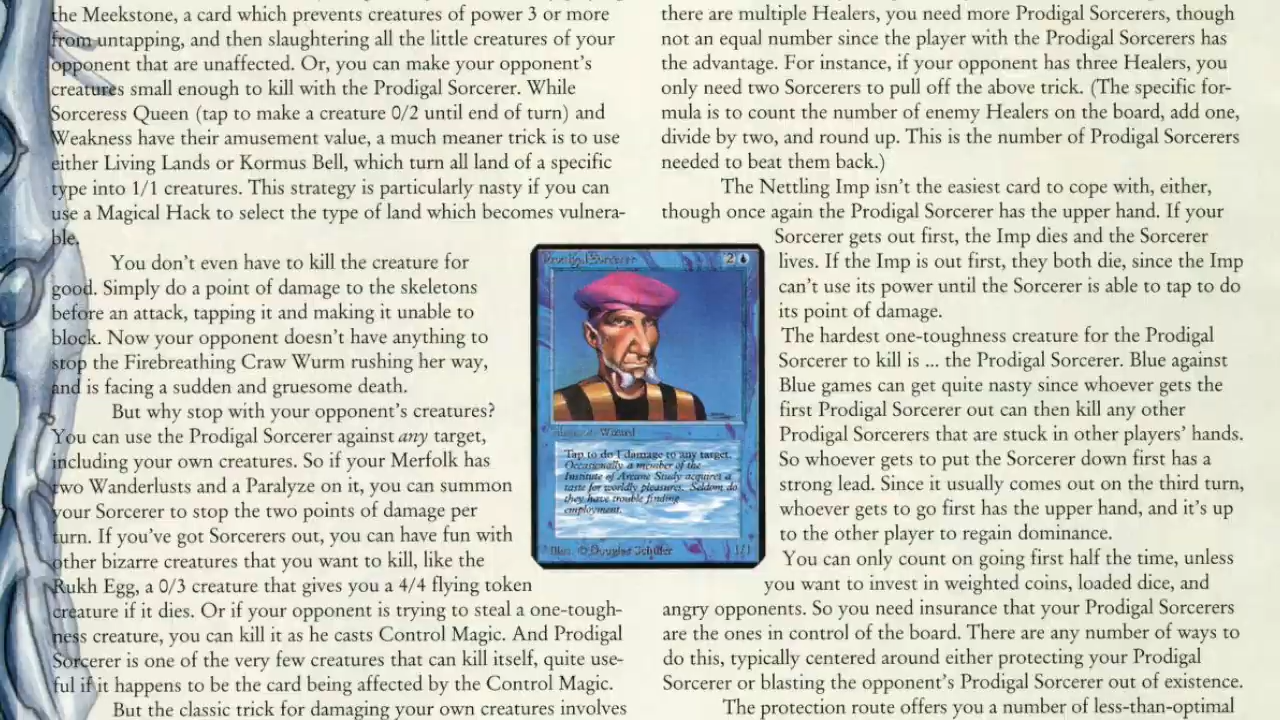 the Meekstone, a card which prevents creatures of power 3 or more
from untapping, and then slaughtering all the little creatures of your
opponent that are unaffected. Or, you can make your opponent's
creatures small enough to kill with the Prodigal Sorcerer. While
Sorceress Queen (tap to make a creature 0/2 until end of turn) and
Weakness have their amusement value, a much meaner trick is to use
either Living Lands or Kormus Bell, which turn all land of a specific
type into 1/1 creatures. This strategy is particularly nasty if you can
use a Magical Hack to select the type of land which becomes vulnera-
ble.
You don't even have to kill the creature for
good. Simply do a point of damage to the skeletons
before an attack, tapping it and making it unable to
block. Now your opponent doesn't have anything to
stop the Firebreathing Craw Wurm rushing her way,
and is facing a sudden and gruesome death.
But why stop with your opponent's creatures?
You can use the Prodigal Sorcerer against any target,
including your own creatures. So if your Merfolk has
two Wanderlusts and a Paralyze on it, you can summon
your Sorcerer to stop the two points of damage per
turn. If you've got Sorcerers out, you can have fun with
other bizarre creatures that you want to kill, like the
Rukh Egg, a 0/3 creature that gives you a 4/4 flying token
creature if it dies. Or if your opponent is trying to steal a one-tough-
ness creature, you can kill it as he casts Control Magic. And Prodigal
Sorcerer is one of the very few creatures that can kill itself, quite use-
ful if it happens to be the card being affected by the Control Magic.
But the classic trick for damaging your own creatures involves
Prodigal Sorcerer 2
Wizard
Tap to do 1 damage to any target.
Occasionally a member of the
Institute of Arcane Study acquires a
taste for worldly pleasures. Seldom do
they have trouble finding
employment.
Illus. © Douglas Shuler 1/1
there are multiple Healers, you need more Prodigal Sorcerers, though
not an equal number since the player with the Prodigal Sorcerers has
the advantage. For instance, if your opponent has three Healers, you
only need two Sorcerers to pull off the above trick. (The specific for-
mula is to count the number of enemy Healers on the board, add one,
divide by two, and round up. This is the number of Prodigal Sorcerers
needed to beat them back.)
The Nettling Imp isn't the easiest card to cope with, either,
though once again the Prodigal Sorcerer has the upper hand. If your
Sorcerer gets out first, the Imp dies and the Sorcerer
lives. If the Imp is out first, they both die, since the Imp
can't use its power until the Sorcerer is able to tap to do
its point of damage.
The hardest one-toughness creature for the Prodigal
Sorcerer to kill is ... the Prodigal Sorcerer. Blue against
Blue games can get quite nasty since whoever gets the
first Prodigal Sorcerer out can then kill any other
Prodigal Sorcerers that are stuck in other players' hands.
So whoever gets to put the Sorcerer down first has a
strong lead. Since it usually comes out on the third turn,
whoever gets to go first has the upper hand, and it's up
to the other player to regain dominance.
You can only count on going first half the time, unless
you want to invest in weighted coins, loaded dice, and
angry opponents. So you need insurance that your Prodigal Sorcerers
are the ones in control of the board. There are any number of ways to
do this, typically centered around either protecting your Prodigal
Sorcerer or blasting the opponent's Prodigal Sorcerer out of existence.
The protection route offers you a number of less-than-optimal